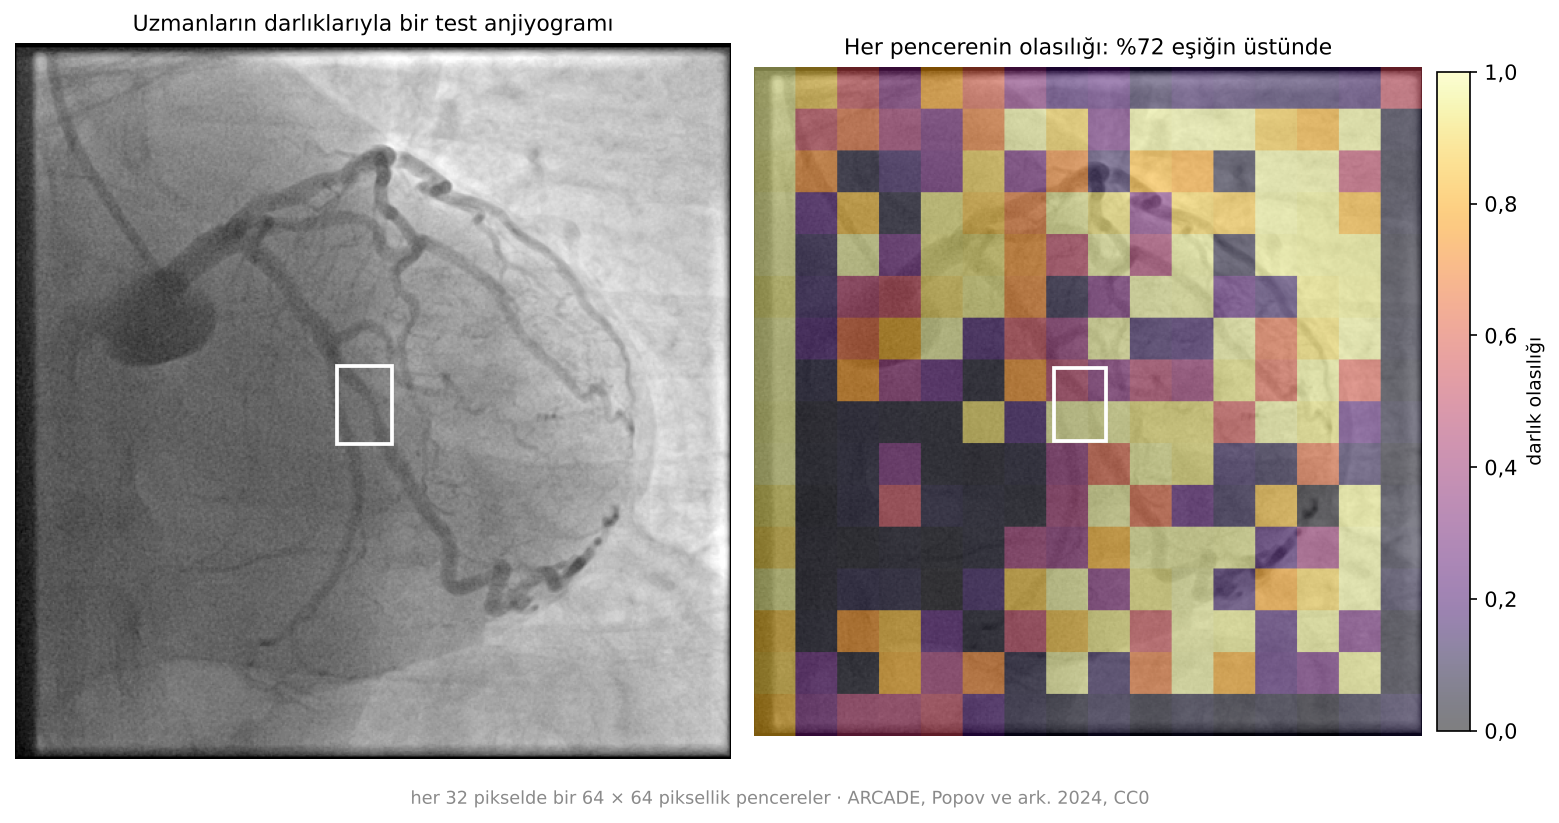 Uzmanların darlıklarıyla bir test anjiyogramı
Her pencerenin olasılığı: %72 eşiğin üstünde
1,0
0,8
0,6
0,4
0,2
0,0
darlık olasılığı
her 32 pikselde bir 64 × 64 piksellik pencereler · ARCADE, Popov ve ark. 2024, CC0